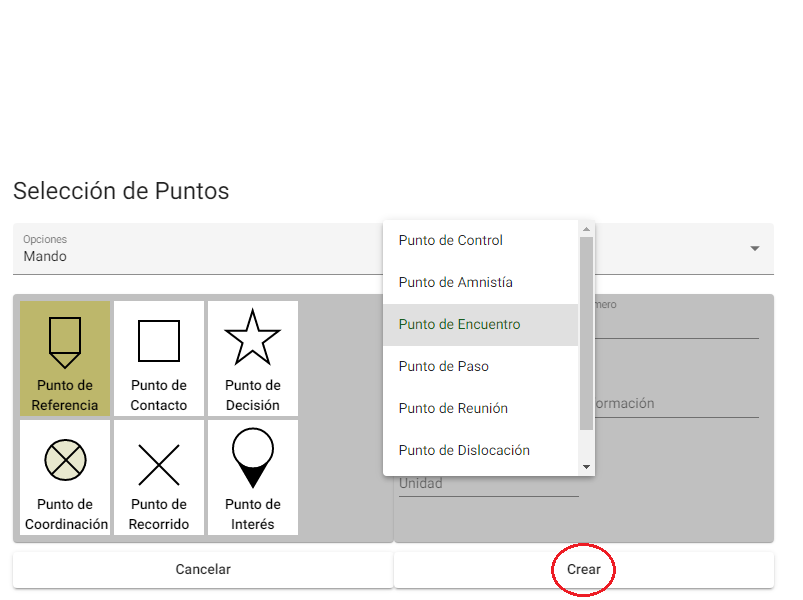 Selección de Puntos
Opciones
Mando
Punto de
Referencia
Punto de
Contacto
Punto de
Decisión
Punto de
Coordinación
Punto de
Recorrido
Punto de
Interés
Punto de Control
Punto de Amnistía
Punto de Encuentro
Punto de Paso
Punto de Reunión
Punto de Dislocación
Unidad
Cancelar
Crear